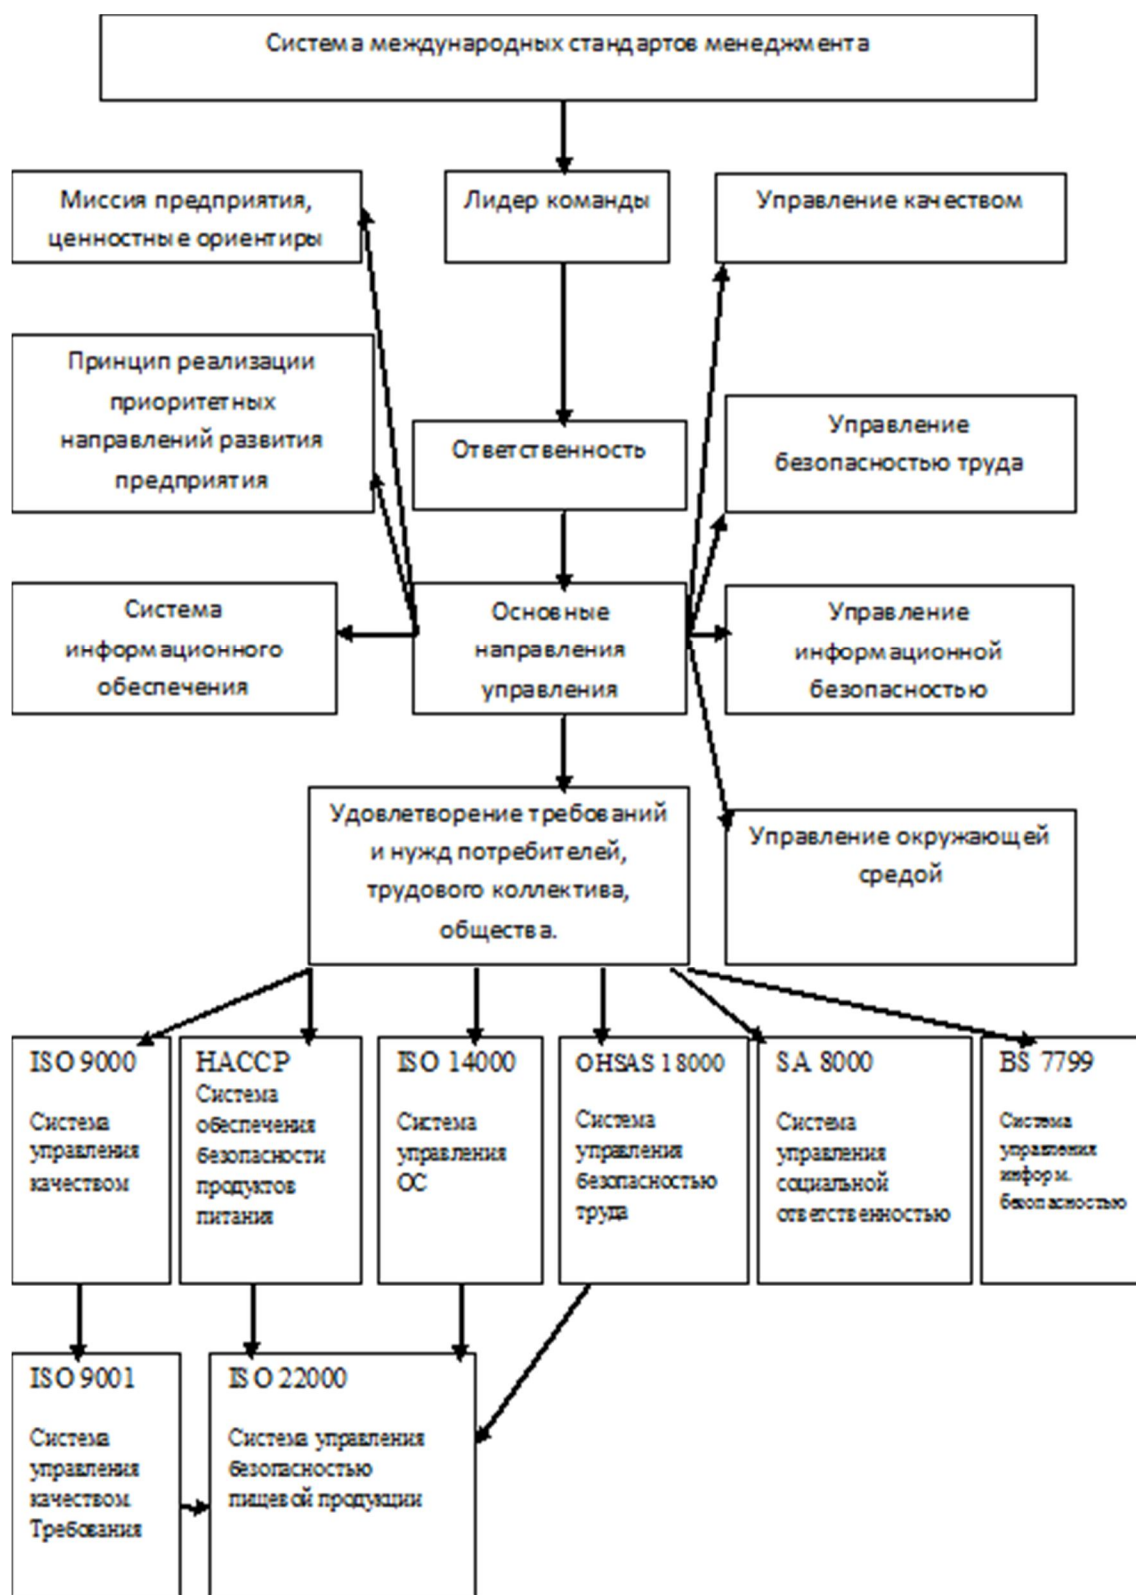 Система международных стандартов менеджмента
Миссия предприятия,
ценностные ориентиры
Лидер команды
Управление качеством
Принцип реализации
приоритетных
направлений развития
предприятия
Ответственность
Управление
безопасностью труда
Система
информационного
обеспечения
Основные
направления
управления
Управление
информационной
безопасностью
Удовлетворение требований
и нужд потребителей,
трудового коллектива,
общества.
Управление окружающей
средой
ISO 9000
Система
управления
качеством
HACCP
Система
обеспечения
безопасности
продуктов
питания
ISO 14000
Система
управления
ОС
OHSAS 18000
Система
управления
безопасностью
труда
SA 8000
Система
управления
социальной
ответственностью
BS 7799
Система
управления
информ.
безопасностью
ISO 9001
Система
управления
качеством
Требования
ISO 22000
Система управления
безопасностью
пищевой продукции